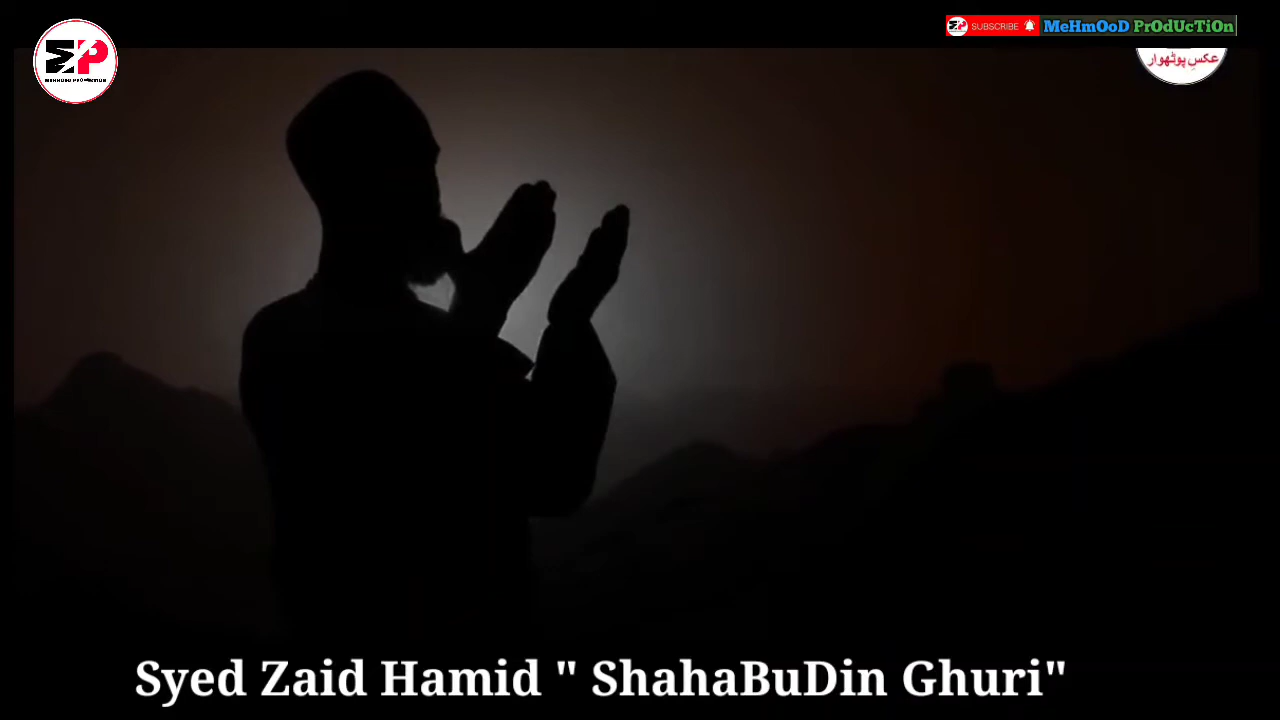 SUBSCRIBE MeHmOoD PrOdUcTiOn
عکسِ پوٹھوار
Syed Zaid Hamid " ShahaBuDin Ghuri"